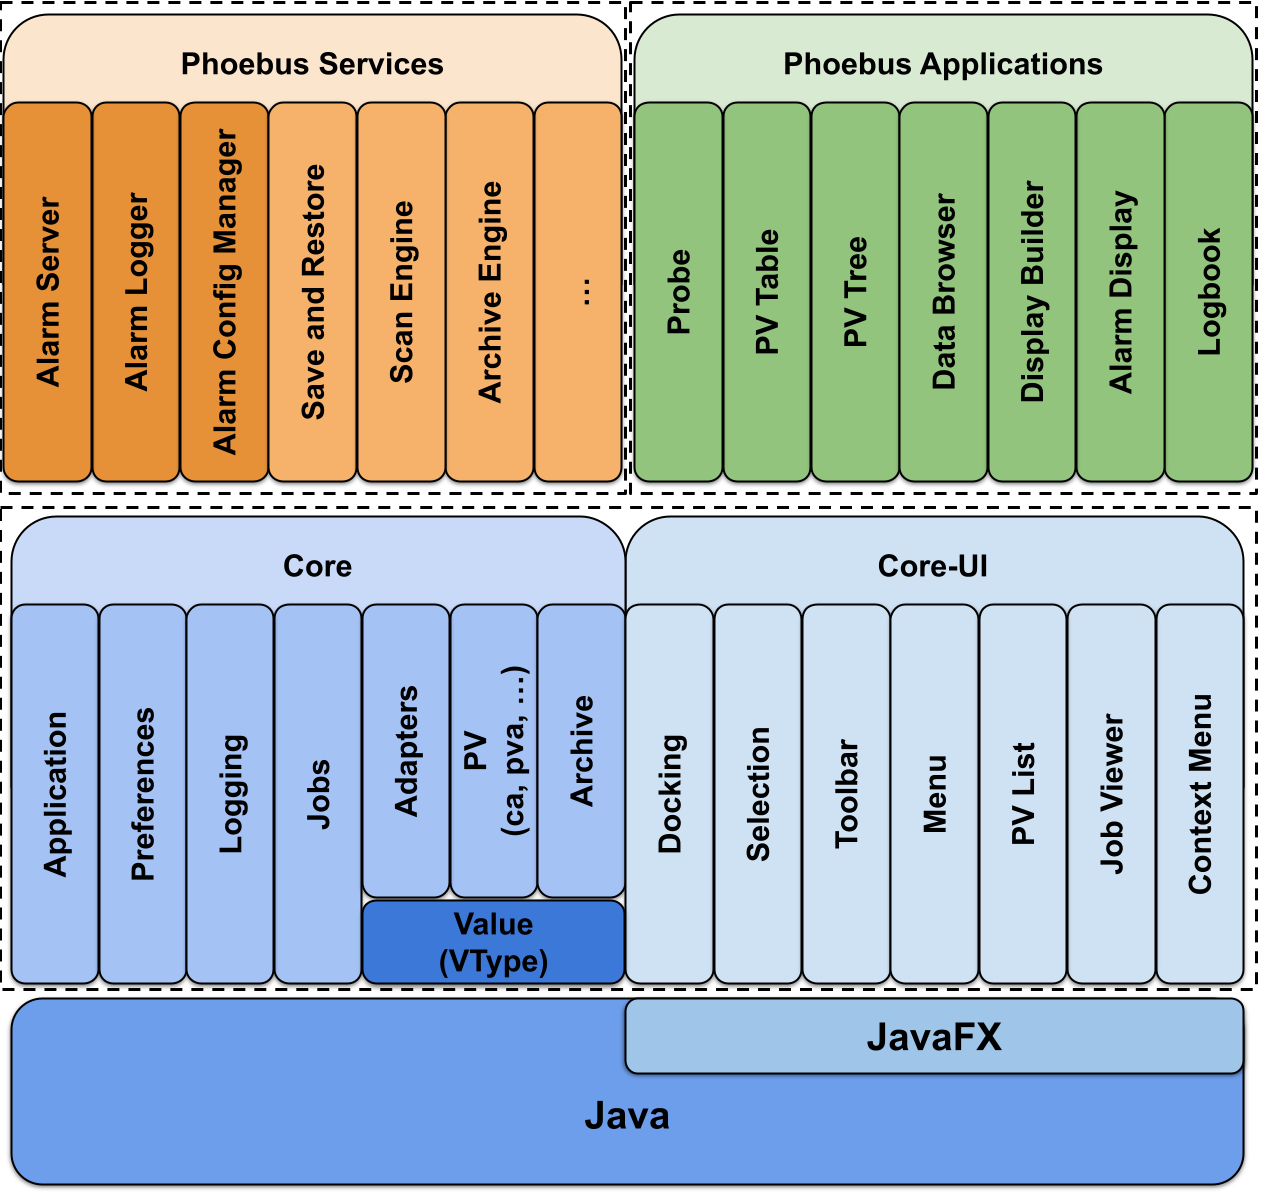 Phoebus Services
Alarm Server
Alarm Logger
Alarm Config Manager
Save and Restore
Scan Engine
Archive Engine
...
Phoebus Applications
Probe
PV Table
PV Tree
Data Browser
Display Builder
Alarm Display
Logbook
Core
Application
Preferences
Logging
Jobs
Adapters
PV
(ca, pva, ...)
Archive
Value
(VType)
Core-UI
Docking
Selection
Toolbar
Menu
PV List
Job Viewer
Context Menu
JavaFX
Java